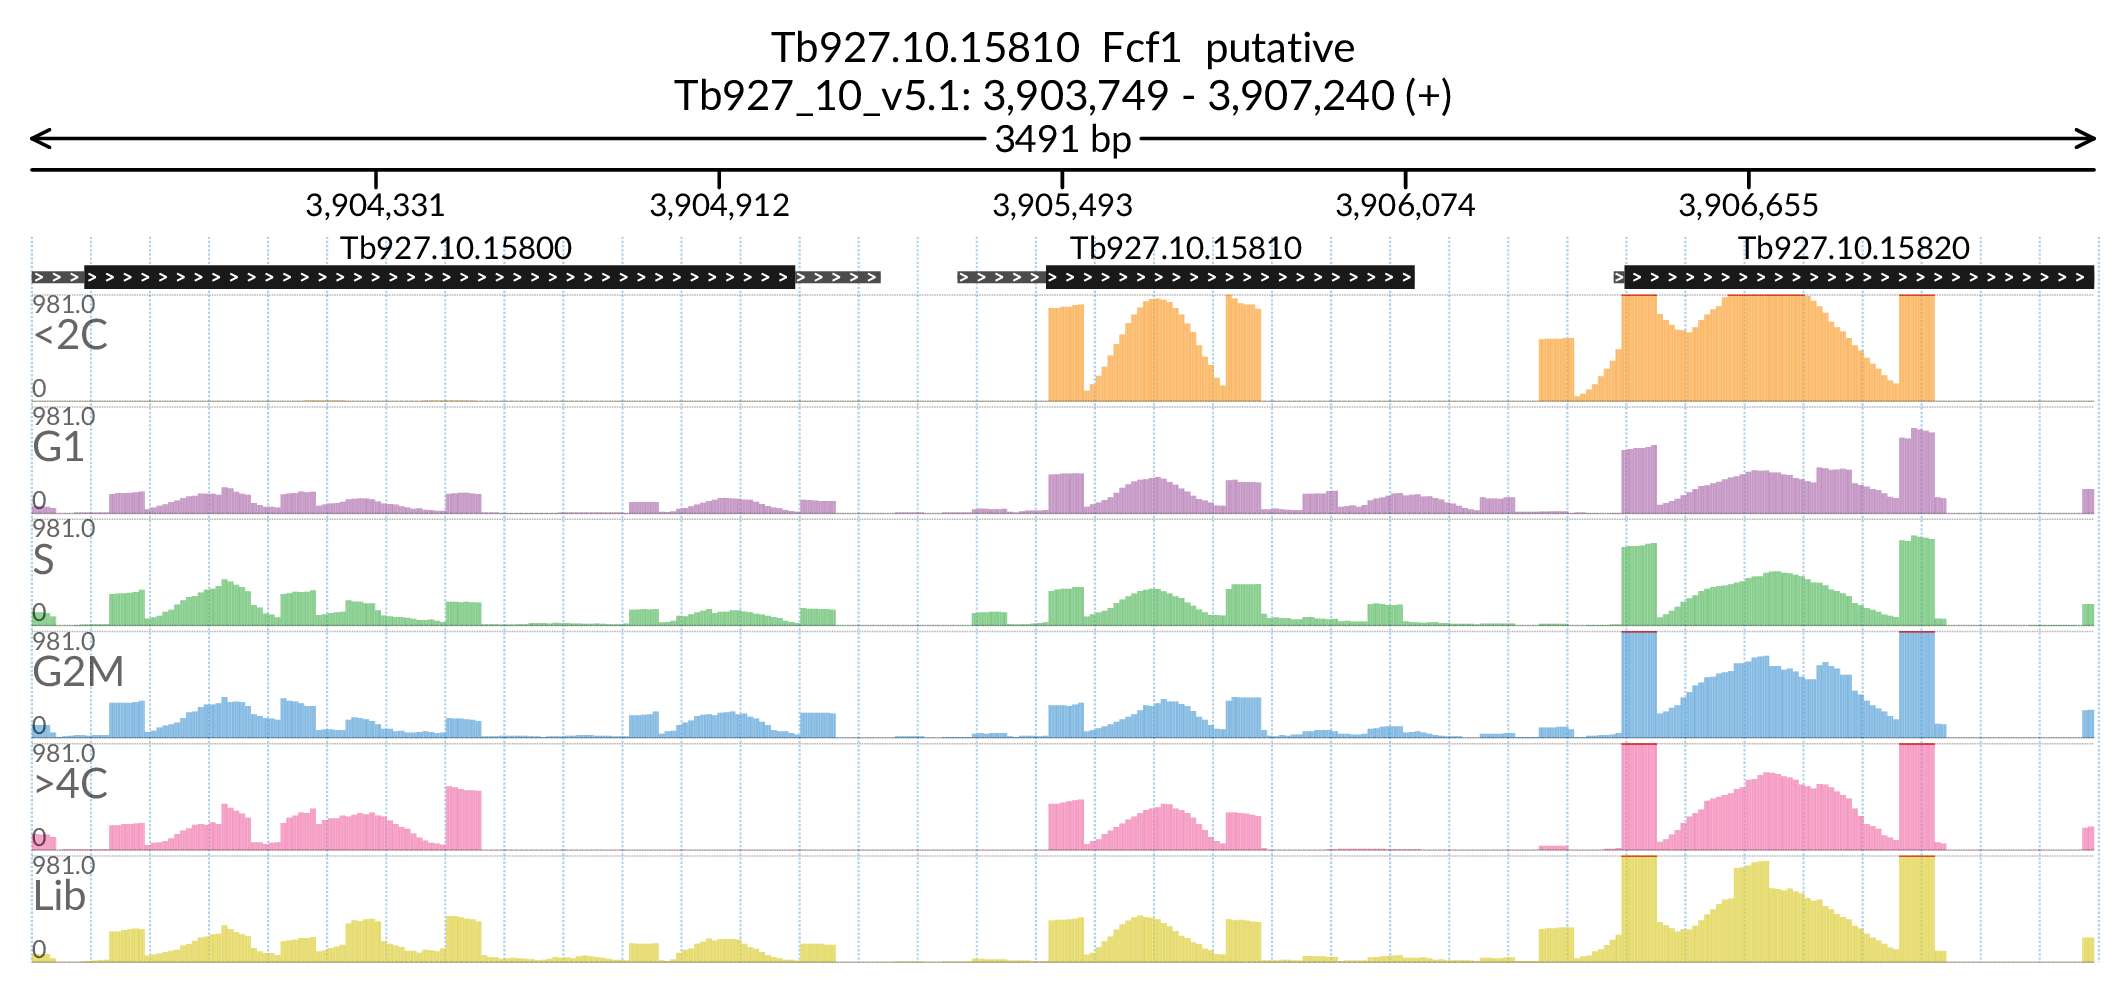 Tb927.10.15810 Fcf1 putative
Tb927_10_v5.1: 3,903,749 - 3,907,240 (+)
3491 bp
3,904,331 3,904,912 3,905,493 3,906,074 3,906,655
Tb927.10.15800 Tb927.10.15810 Tb927.10.15820
981.0
<2C
0
981.0
G1
0
981.0
S
0
981.0
G2M
0
981.0
>4C
0
981.0
Lib
0